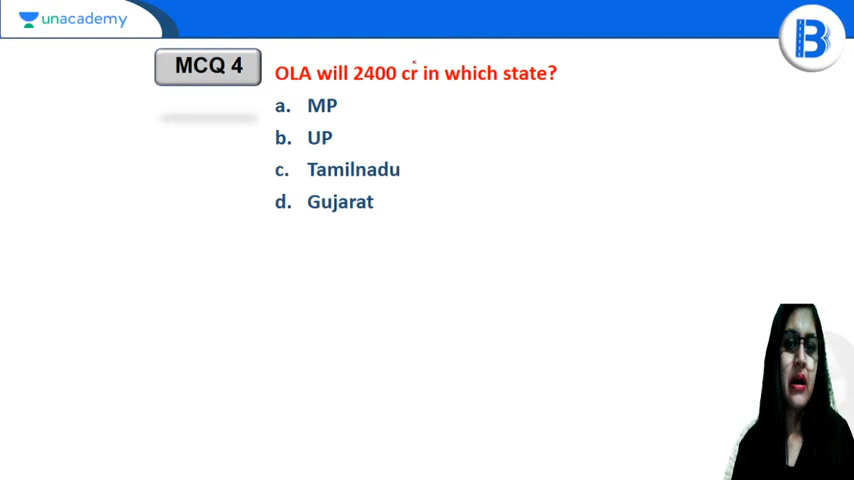 unacademy
B
MCQ 4
OLA will 2400 cr in which state?
a. MP
b. UP
c. Tamilnadu
d. Gujarat